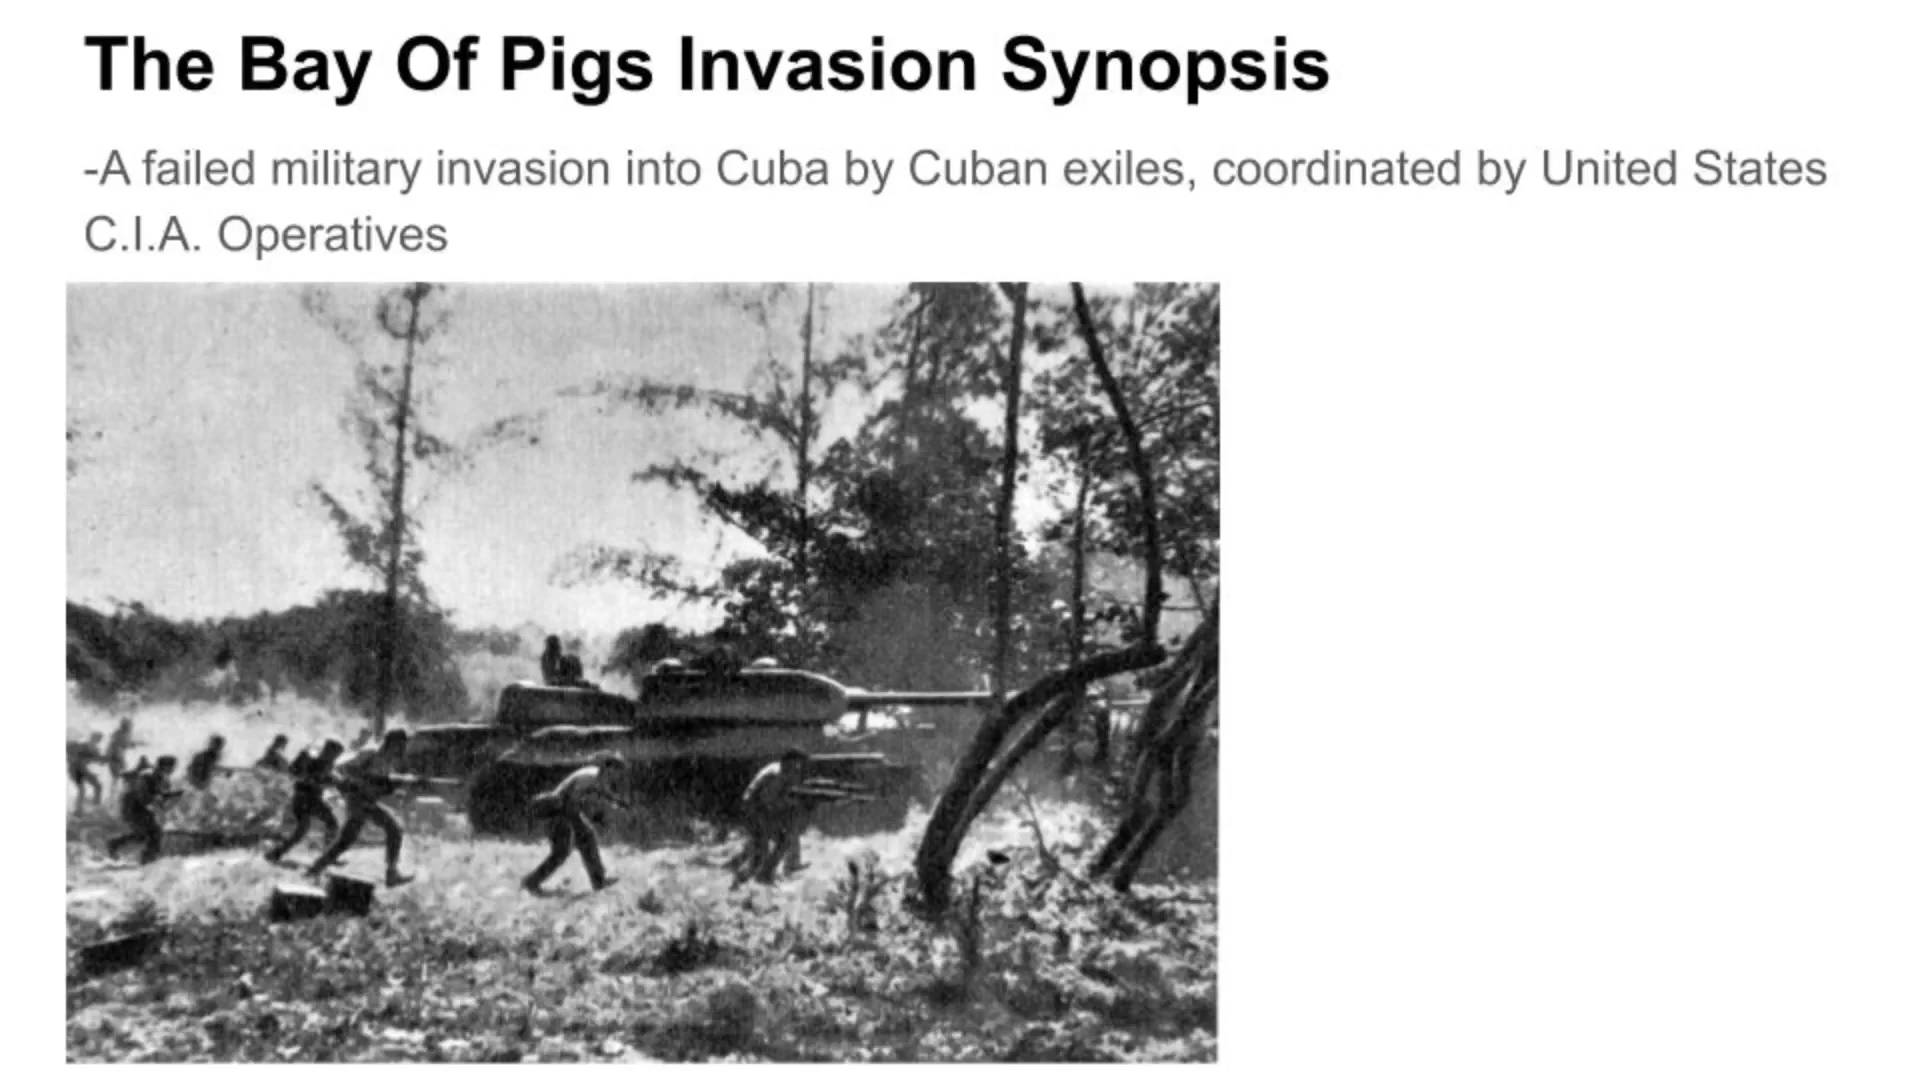 The Bay Of Pigs Invasion Synopsis
-A failed military invasion into Cuba by Cuban exiles, coordinated by United States
C.I.A. Operatives